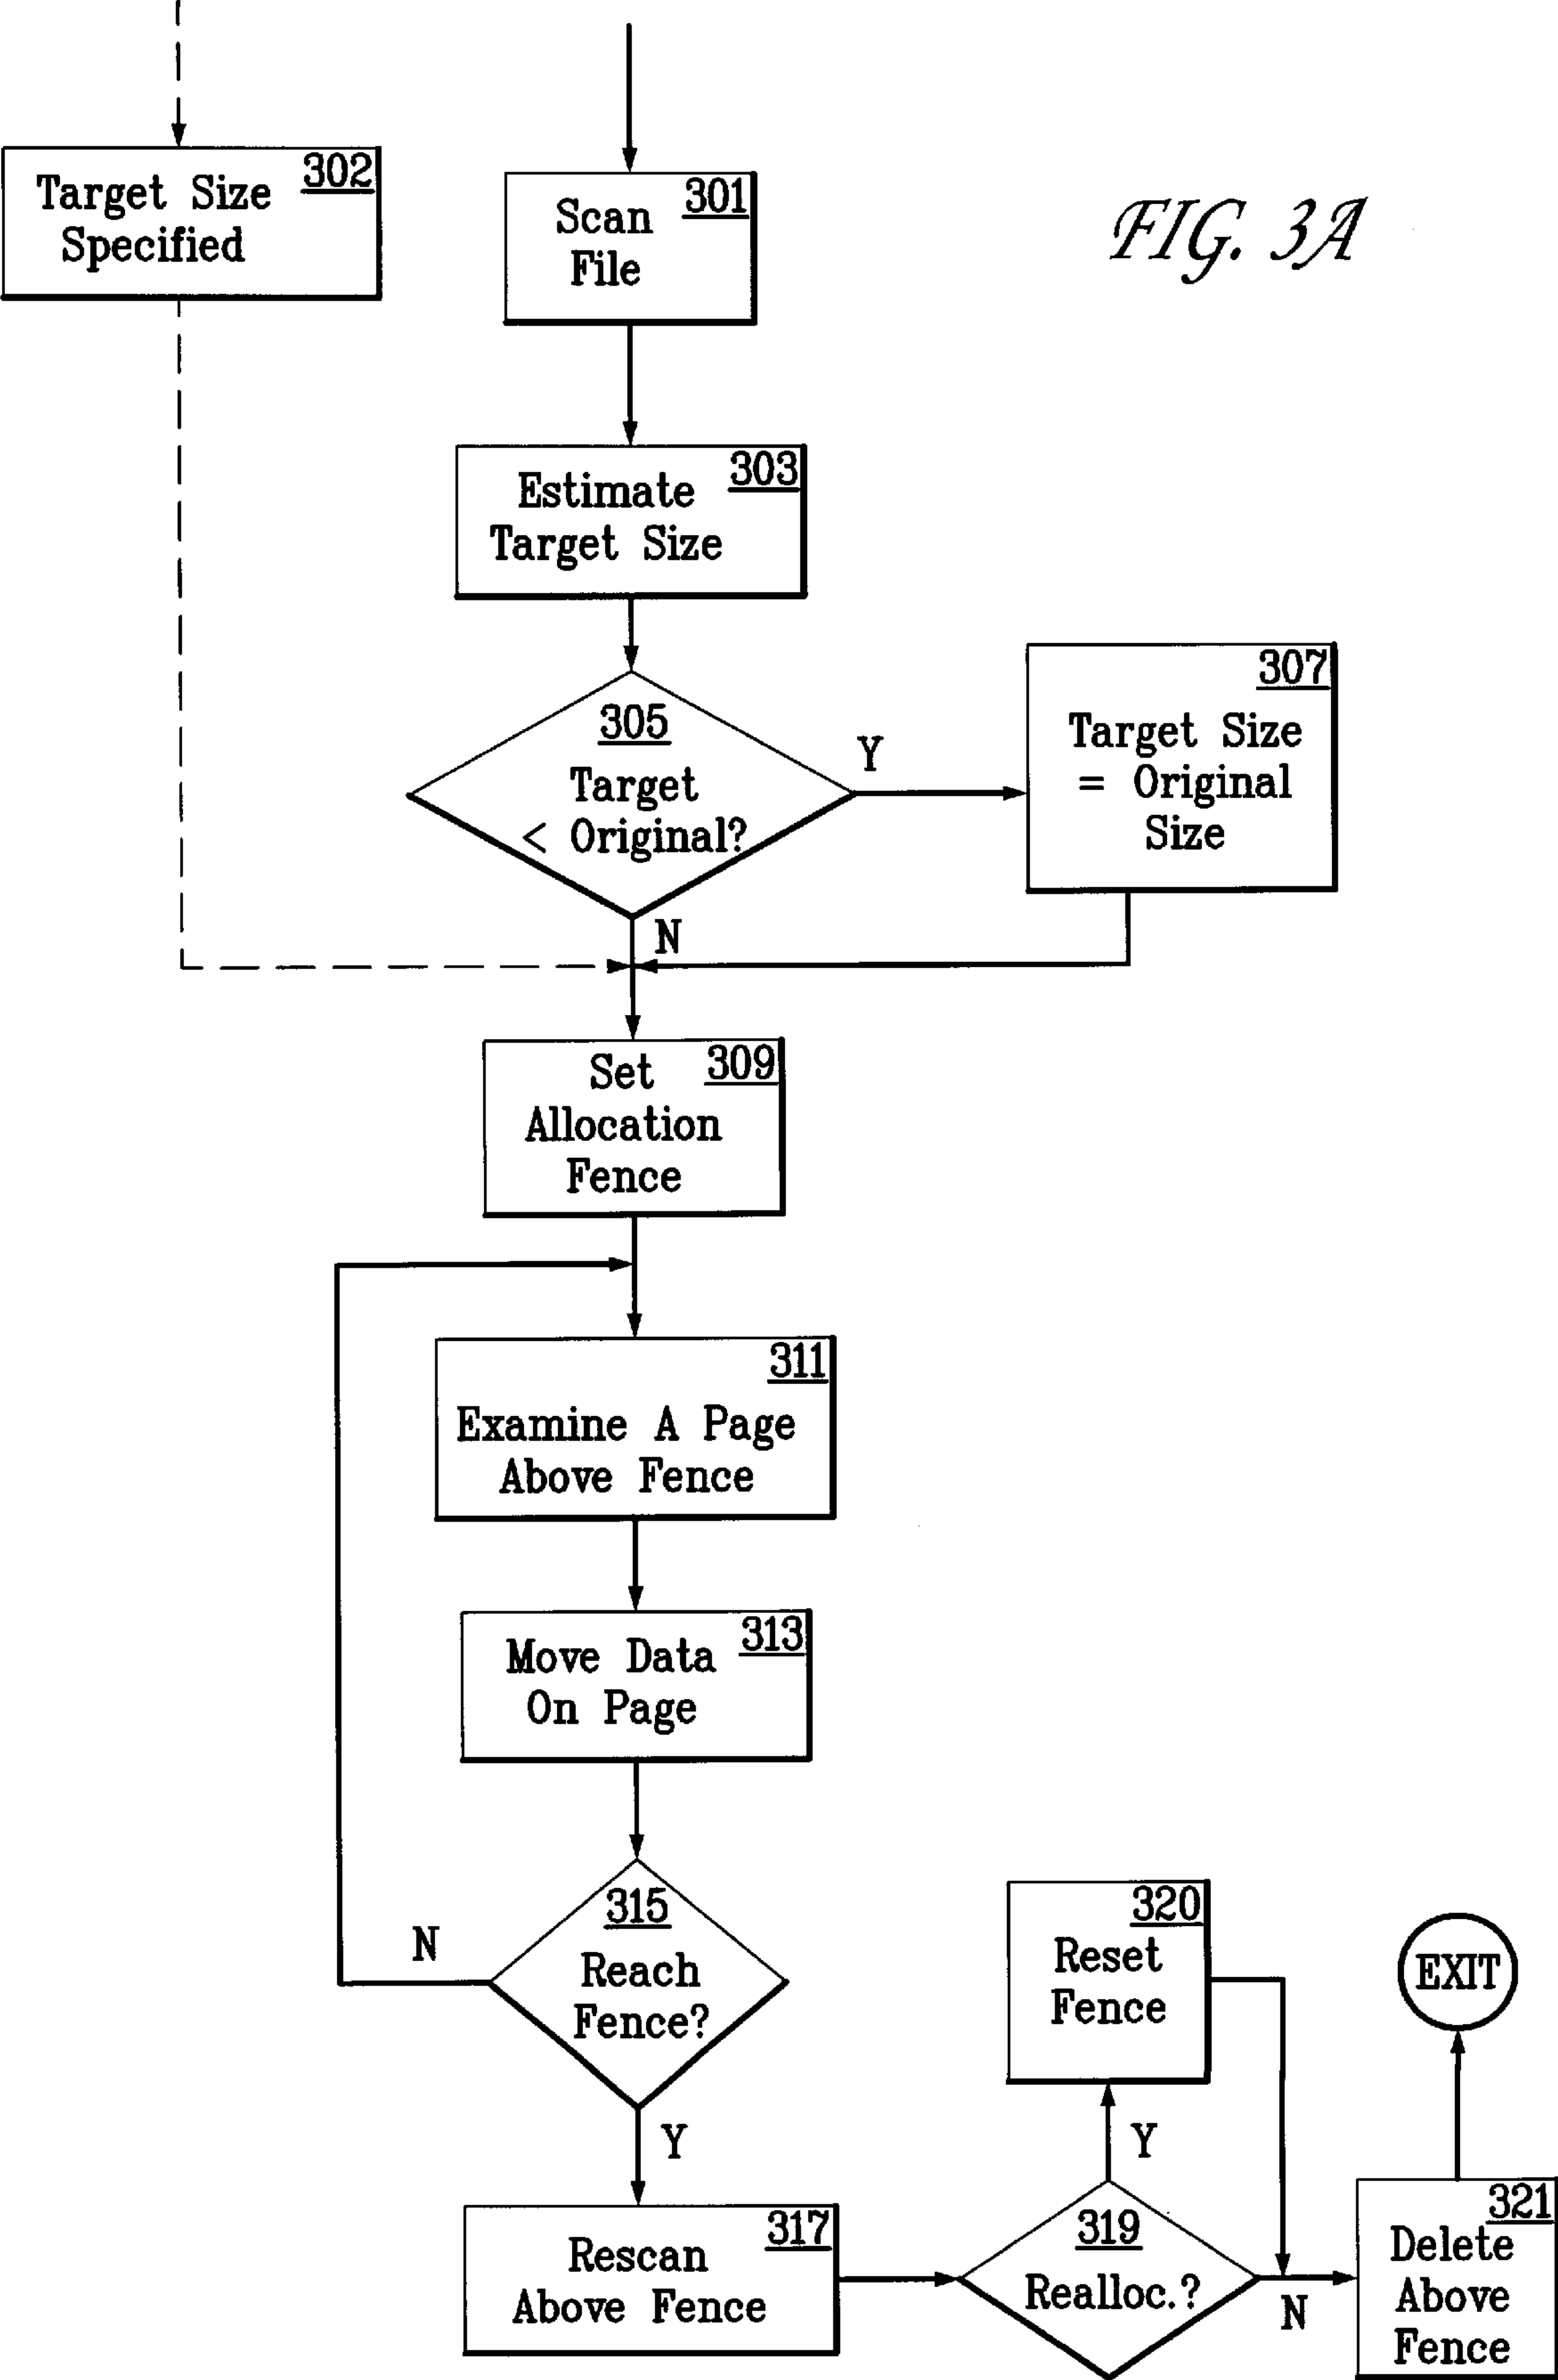 302
Target Size
Specified
301
Scan
File
FIG. 3A
303
Estimate
Target Size
305
Target
< Original?
Y
N
307
Target Size
= Original
Size
309
Set
Allocation
Fence
311
Examine A Page
Above Fence
313
Move Data
On Page
315
Reach
Fence?
N
Y
317
Rescan
Above Fence
319
Realloc.?
Y
N
320
Reset
Fence
321
Delete
Above
Fence
EXIT